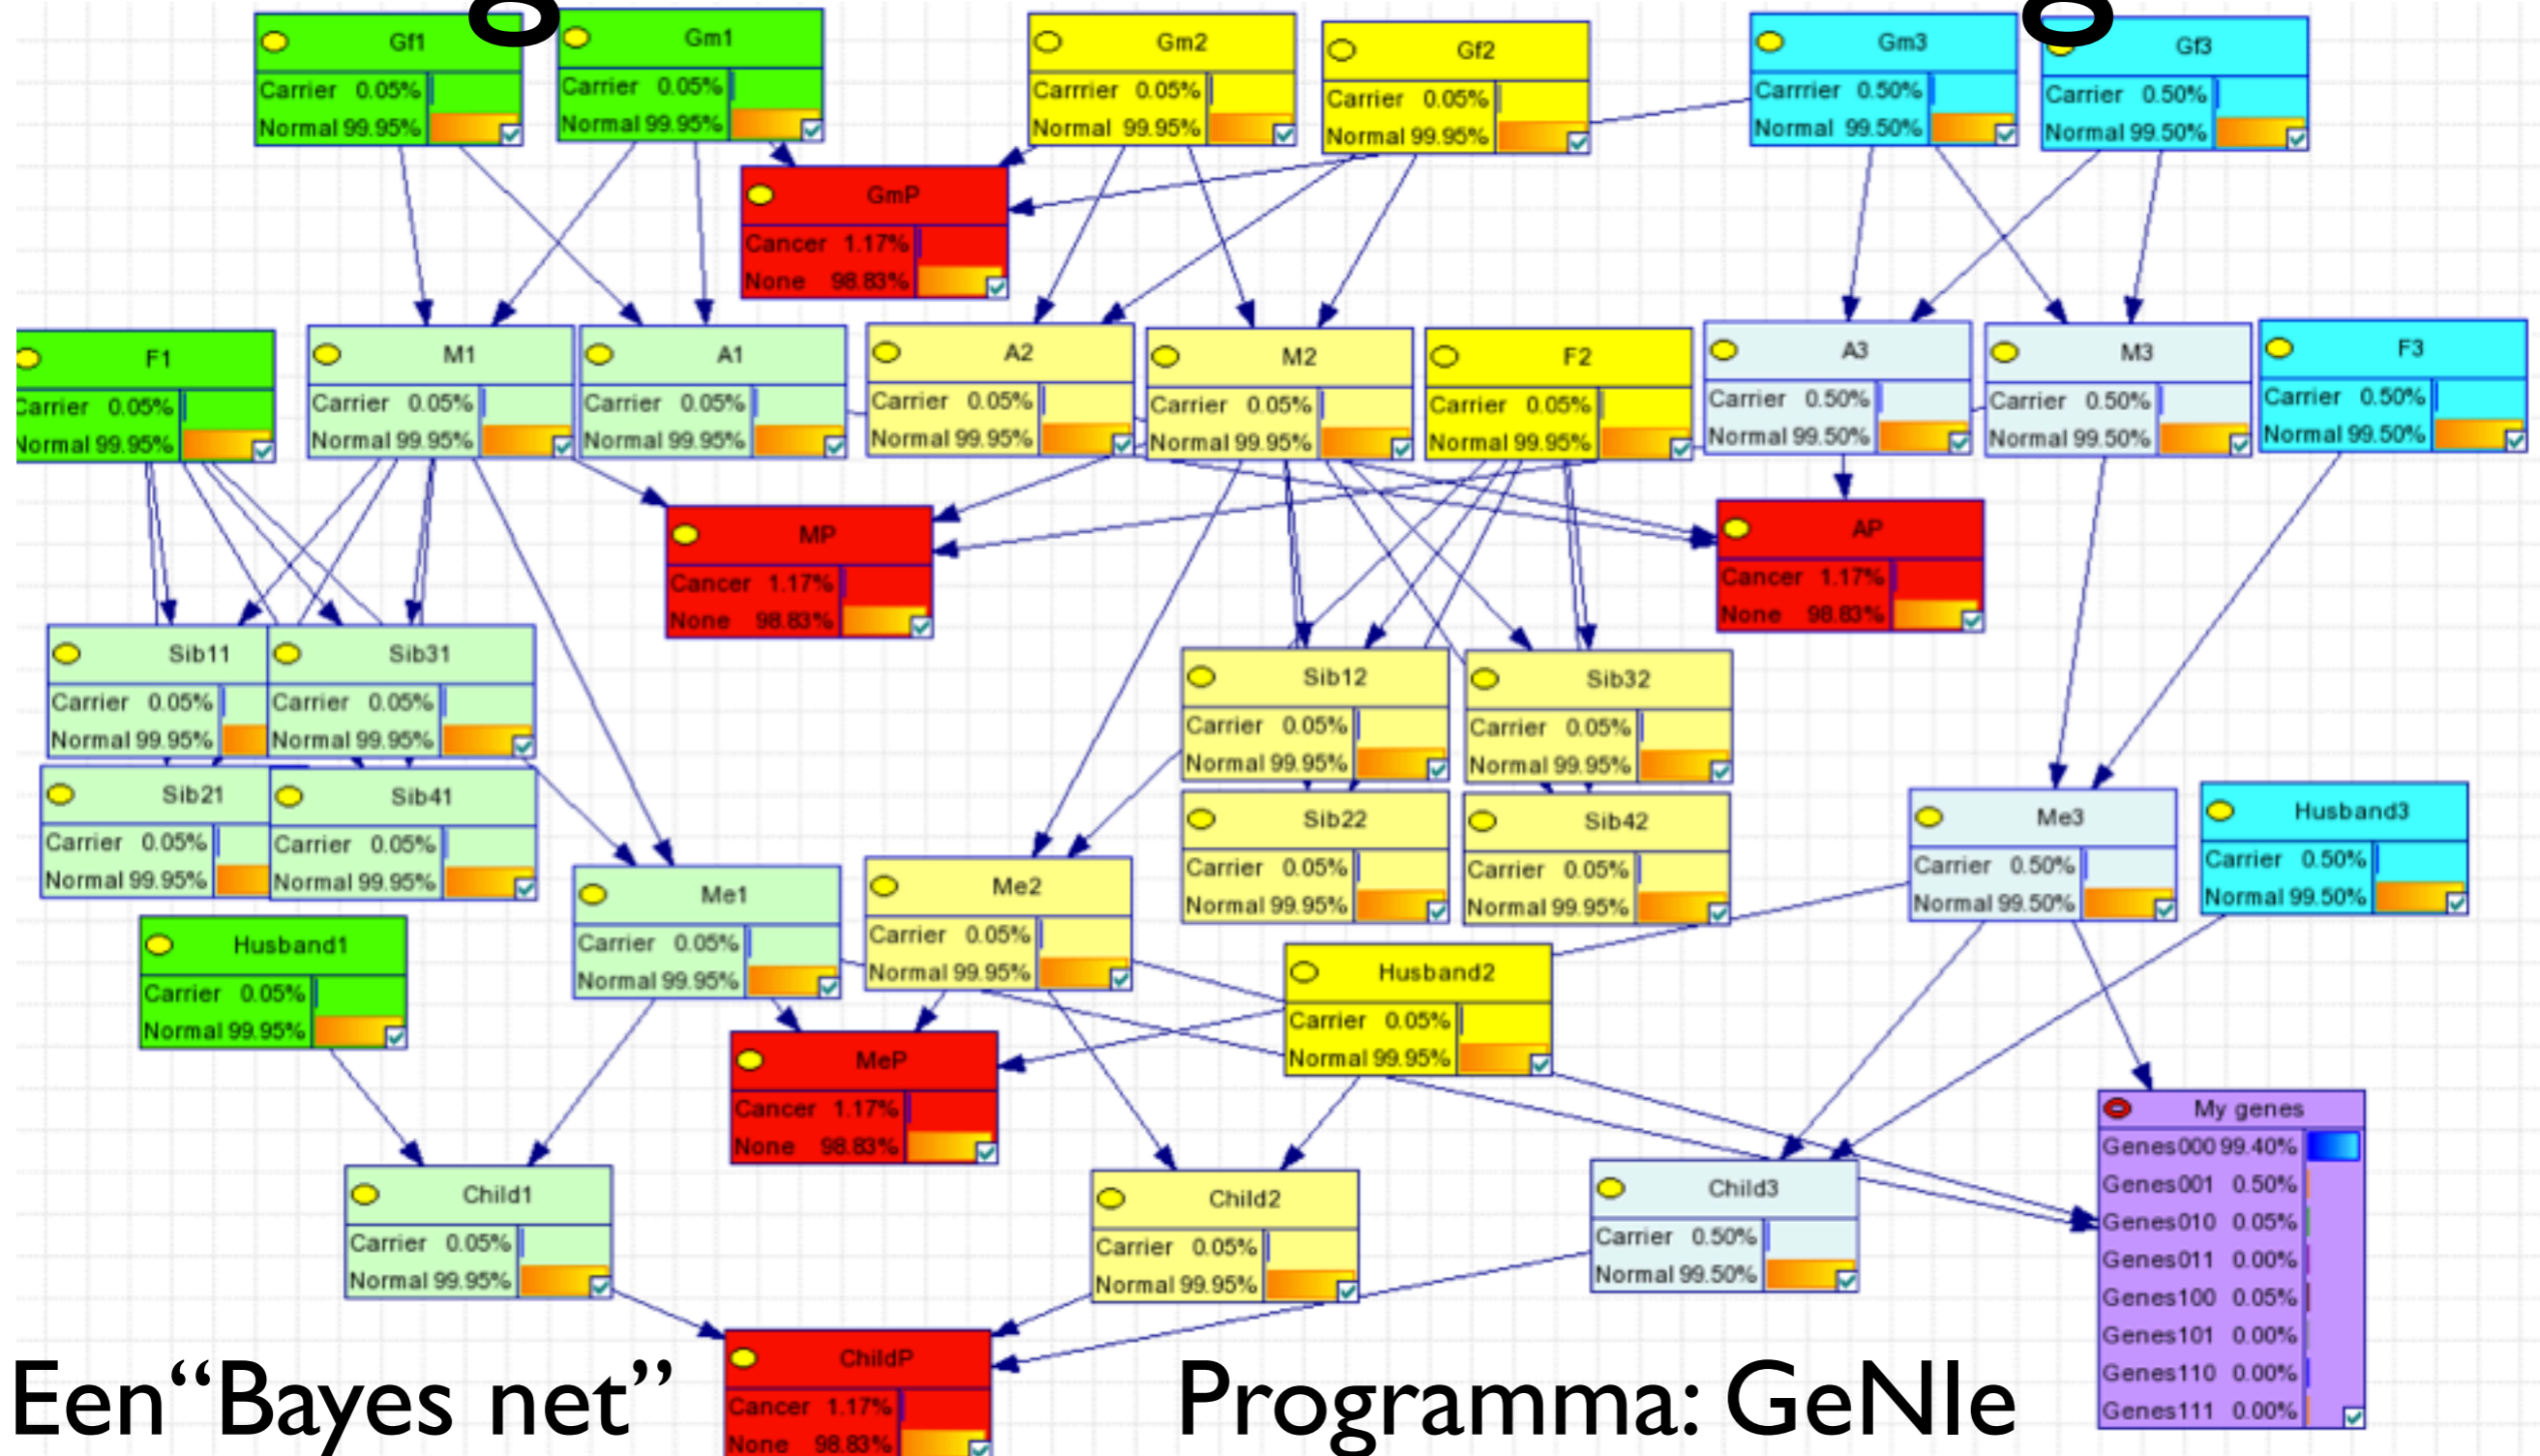 g g
Gf1
Carrier 0.05%
Normal 99.95%
Gm1
Carrier 0.05%
Normal 99.95%
Gm2
Carrrier 0.05%
Normal 99.95%
Gf2
Carrier 0.05%
Normal 99.95%
Gm3
Carrrier 0.50%
Normal 99.50%
Gf3
Carrier 0.50%
Normal 99.50%
GmP
Cancer 1.17%
None 98.83%
F1
Carrier 0.05%
Normal 99.95%
M1
Carrier 0.05%
Normal 99.95%
A1
Carrier 0.05%
Normal 99.95%
A2
Carrier 0.05%
Normal 99.95%
M2
Carrier 0.05%
Normal 99.95%
F2
Carrier 0.05%
Normal 99.95%
A3
Carrier 0.50%
Normal 99.50%
M3
Carrier 0.50%
Normal 99.50%
F3
Carrier 0.50%
Normal 99.50%
MP
Cancer 1.17%
None 98.83%
AP
Cancer 1.17%
None 98.83%
Sib11
Carrier 0.05%
Normal 99.95%
Sib31
Carrier 0.05%
Normal 99.95%
Sib12
Carrier 0.05%
Normal 99.95%
Sib32
Carrier 0.05%
Normal 99.95%
Sib21
Carrier 0.05%
Normal 99.95%
Sib41
Carrier 0.05%
Normal 99.95%
Sib22
Carrier 0.05%
Normal 99.95%
Sib42
Carrier 0.05%
Normal 99.95%
Me3
Carrier 0.50%
Normal 99.50%
Husband3
Carrier 0.50%
Normal 99.50%
Me1
Carrier 0.05%
Normal 99.95%
Me2
Carrier 0.05%
Normal 99.95%
Husband1
Carrier 0.05%
Normal 99.95%
Husband2
Carrier 0.05%
Normal 99.95%
MeP
Cancer 1.17%
None 98.83%
My genes
Genes000 99.40%
Genes001 0.50%
Genes010 0.05%
Genes011 0.00%
Genes100 0.05%
Genes101 0.00%
Genes110 0.00%
Genes111 0.00%
Child1
Carrier 0.05%
Normal 99.95%
Child2
Carrier 0.05%
Normal 99.95%
Child3
Carrier 0.50%
Normal 99.50%
ChildP
Cancer 1.17%
None 98.83%
Een“Bayes net”
Programma: GeNIe